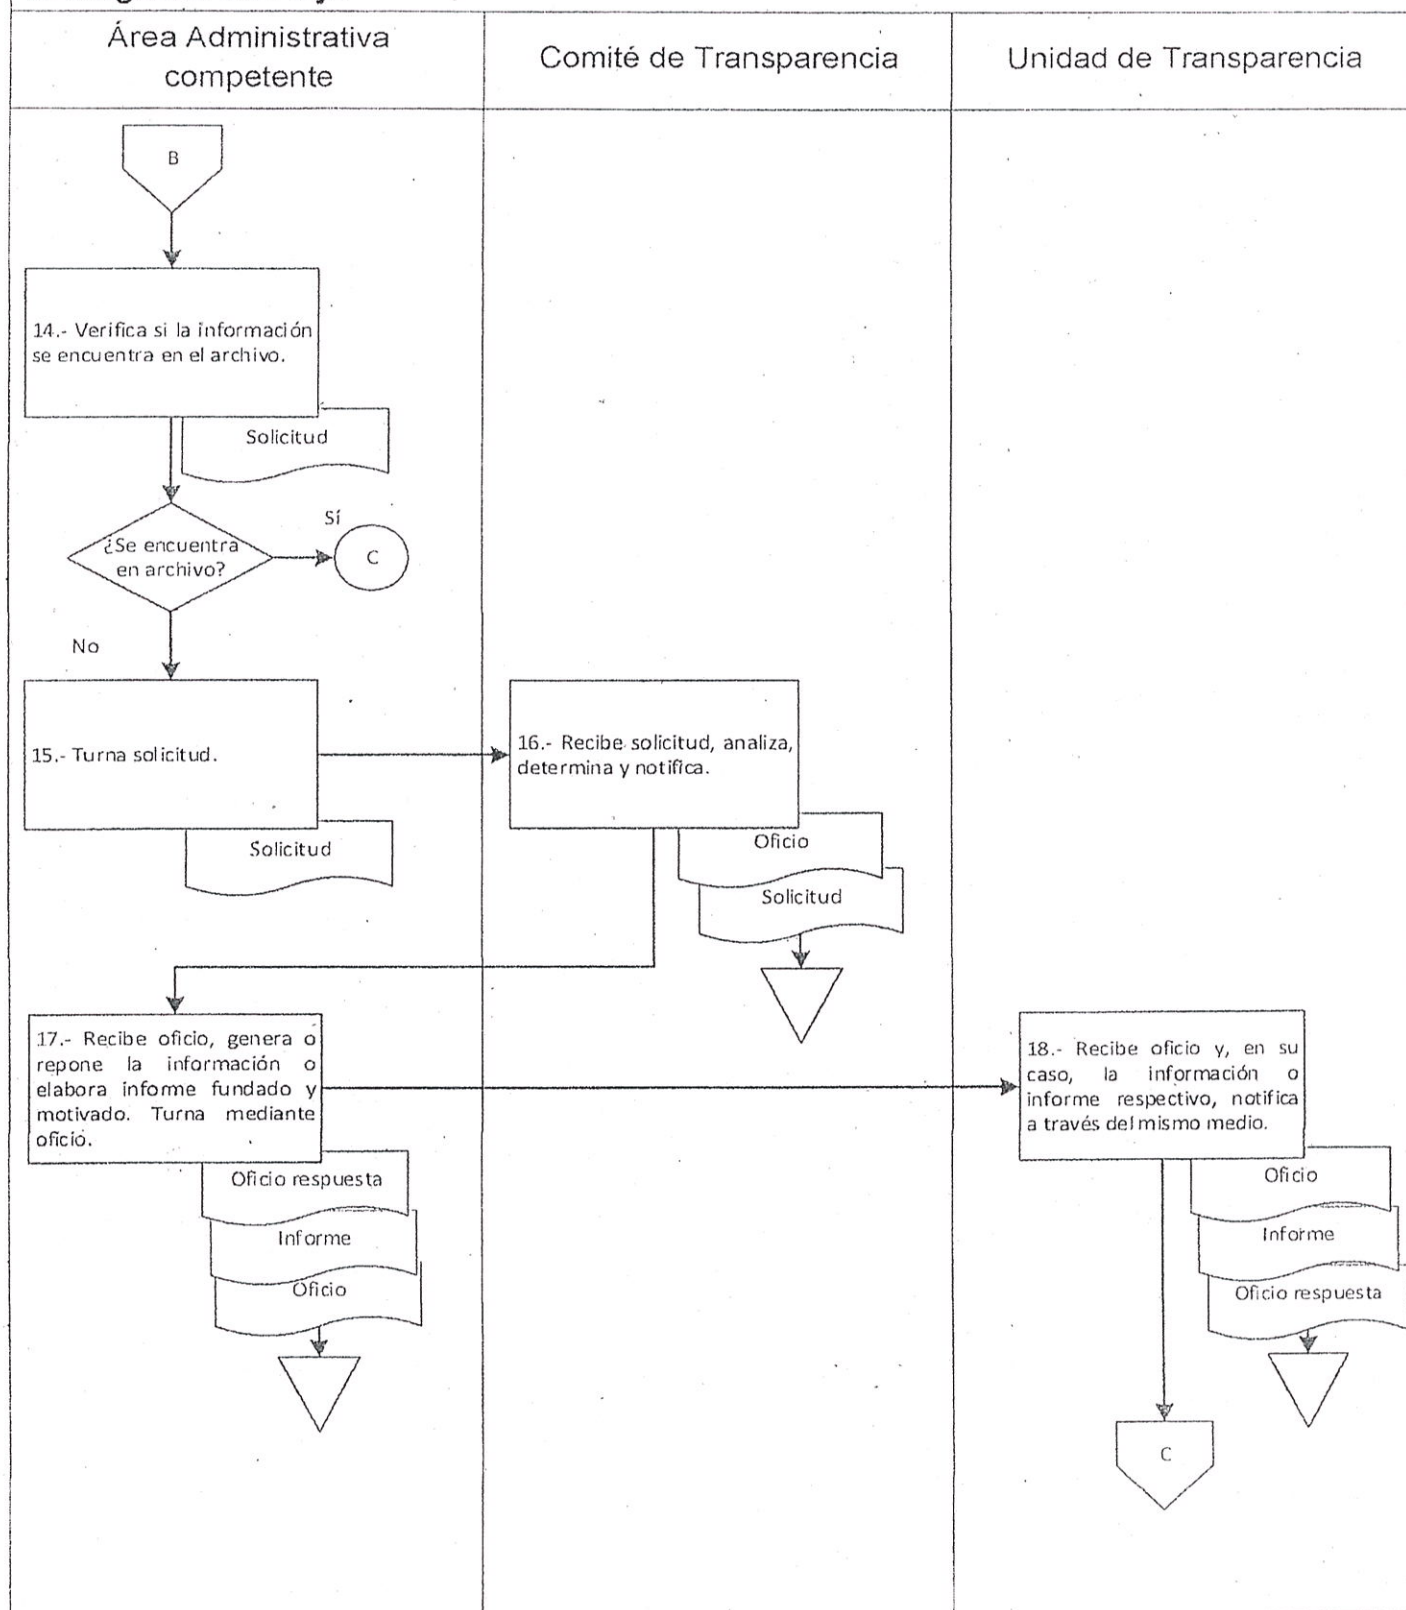 Área Administrativa
competente
Comité de Transparencia
Unidad de Transparencia
B
14.- Verifica si la información
se encuentra en el archivo.
Solicitud
¿Se encuentra
en archivo?
Sí
C
No
15.- Turna solicitud.
Solicitud
16.- Recibe solicitud, analiza,
determina y notifica.
Oficio
Solicitud
17.- Recibe oficio, genera o
repone la información o
elabora informe fundado y
motivado. Turna mediante
oficio.
Oficio respuesta
Informe
Oficio
18.- Recibe oficio y, en su
caso, la información o
informe respectivo, notifica
a través del mismo medio.
Oficio
Informe
Oficio respuesta
C